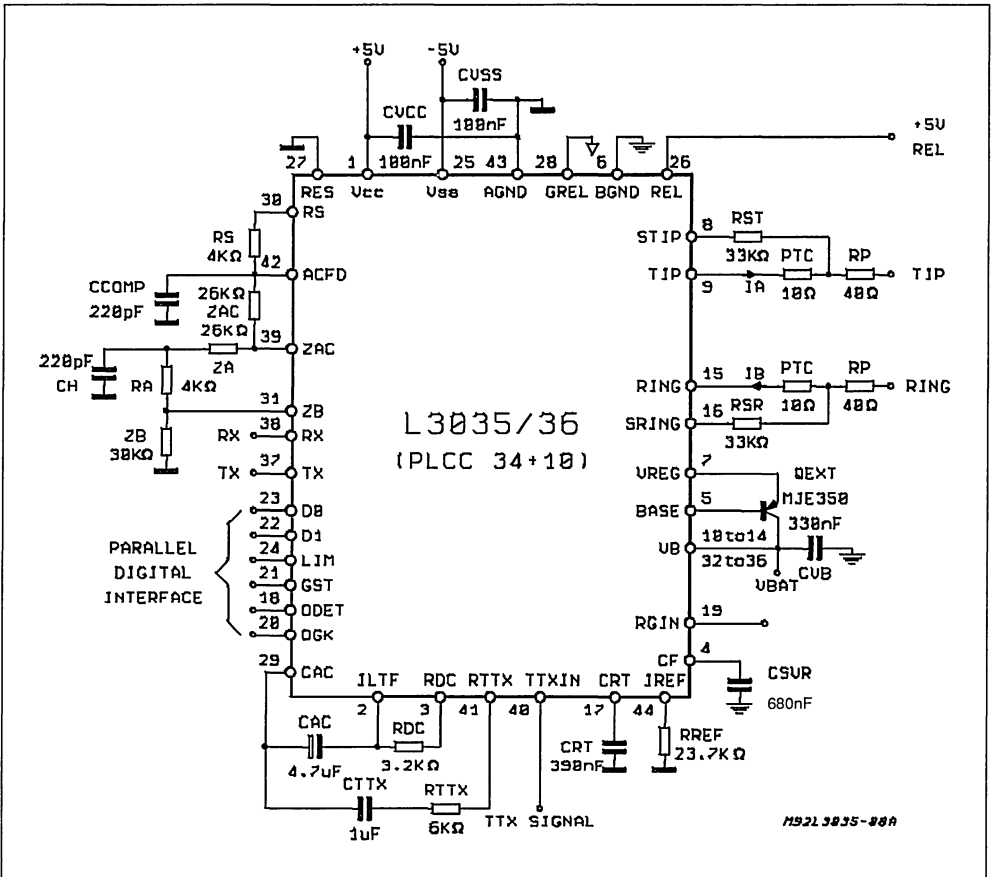 +5V
-5V
CVSS
CVCC
100nF
+5V
REL
27
1
100nF
25
43
28
6
26
RES
Vcc
Vss
AGND
GREL
BGND
REL
30
RS
RS
4KΩ
42
ACFD
CCOMP
220pF
26KΩ
ZAC
26KΩ
39
ZAC
220pF
CH
RA
4KΩ
ZA
31
ZB
38
RX
RX
ZB
30KΩ
37
TX
TX
23
D0
22
D1
24
LIM
21
GST
18
ODET
20
OGK
PARALLEL
DIGITAL
INTERFACE
29
CAC
L3035/36
(PLCC 34+10)
8
STIP
RST
33KΩ
PTC
RP
TIP
TIP
9
IA
10Ω
40Ω
15
RING
IB
PTC
RP
RING
16
SRING
RSR
10Ω
40Ω
33KΩ
7
VREG
QEXT
5
BASE
MJE350
330nF
10to14
VB
32to36
CVB
VBAT
19
RGIN
4
CF
CSVR
680nF
ILTF
RDC
RTTX
TTXIN
CRT
IREF
2
3
41
40
17
44
CAC
4.7uF
RDC
3.2KΩ
CRT
390nF
RREF
23.7KΩ
CTTX
1uF
RTTX
6KΩ
TTX SIGNAL
M92L3035-08A